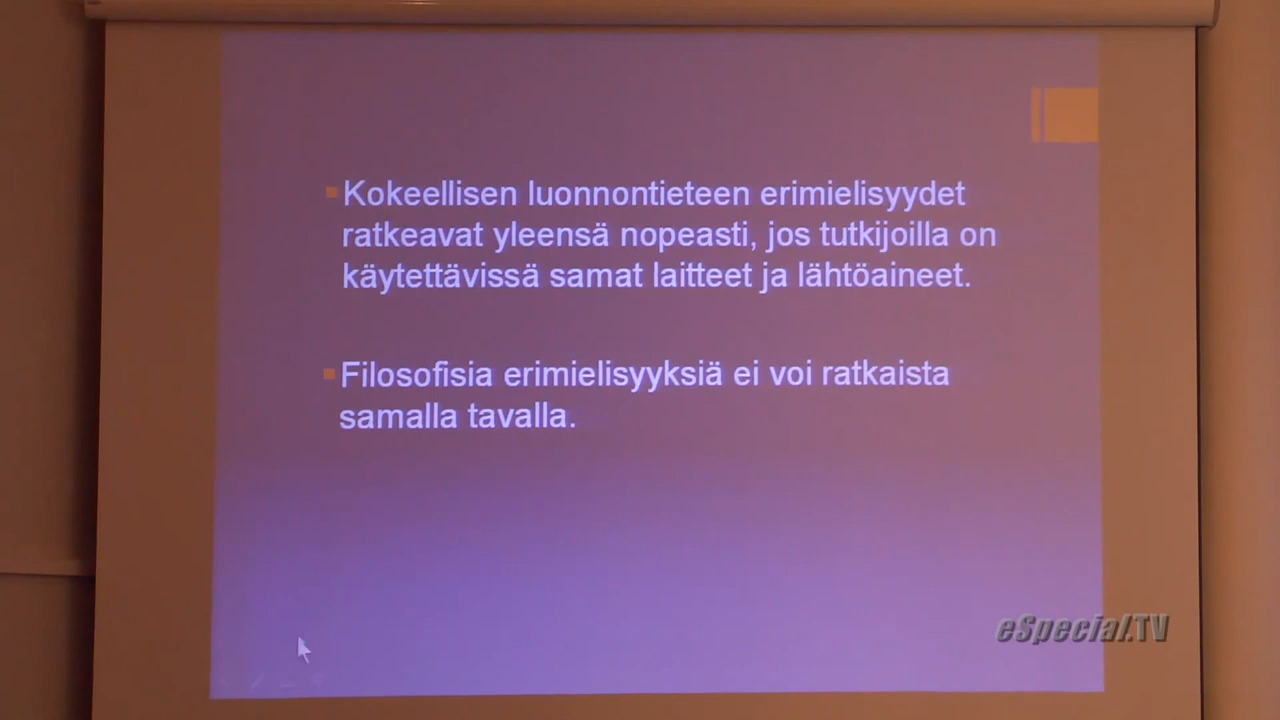 Kokeellisen luonnontieteen erimielisyydet
ratkeavat yleensä nopeasti, jos tutkijoilla on
käytettävissä samat laitteet ja lähtöaineet.
Filosofisia erimielisyyksiä ei voi ratkaista
samalla tavalla.
eSpecial.TV